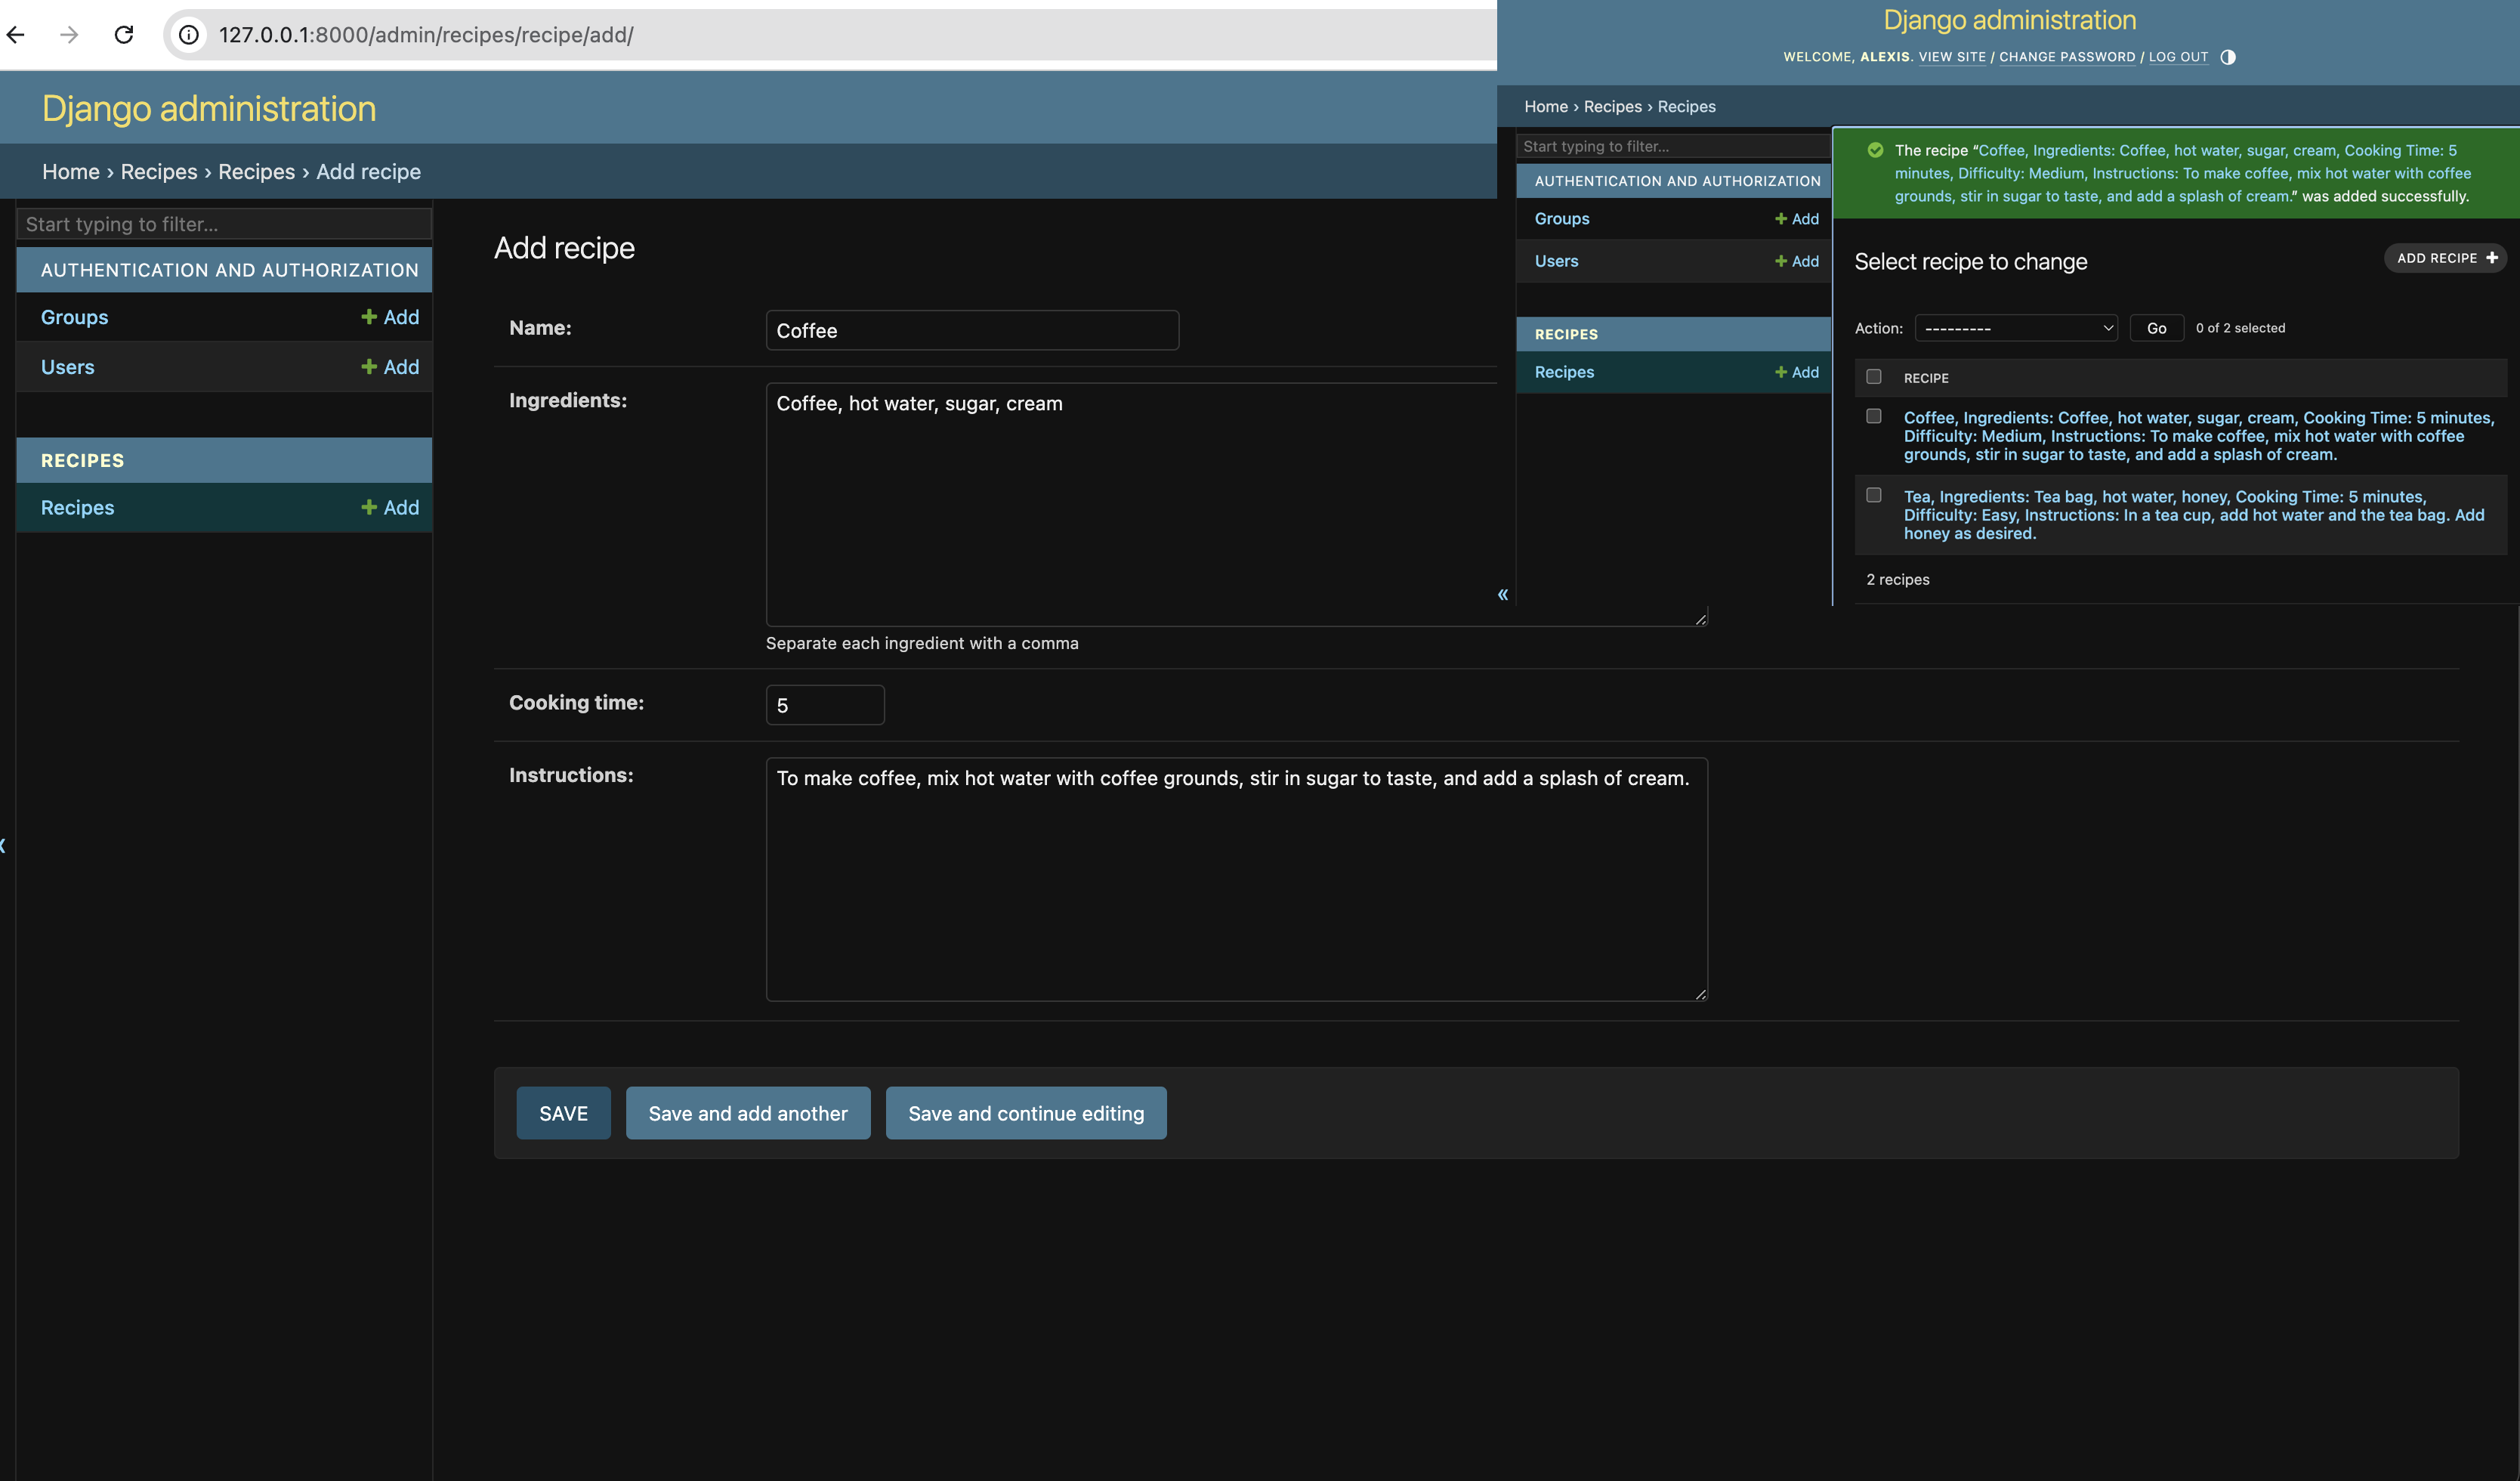 127.0.0.1:8000/admin/recipes/recipe/add/
Django administration
Home › Recipes › Recipes › Add recipe
Start typing to filter...
AUTHENTICATION AND AUTHORIZATION
Groups + Add
Users + Add
RECIPES
Recipes + Add
Add recipe
Name: Coffee
Ingredients: Coffee, hot water, sugar, cream
Separate each ingredient with a comma
Cooking time: 5
Instructions: To make coffee, mix hot water with coffee grounds, stir in sugar to taste, and add a splash of cream.
SAVE Save and add another Save and continue editing
Django administration
WELCOME, ALEXIS. VIEW SITE / CHANGE PASSWORD / LOG OUT
Home › Recipes › Recipes
Start typing to filter...
AUTHENTICATION AND AUTHORIZATION
Groups + Add
Users + Add
RECIPES
Recipes + Add
«
The recipe “Coffee, Ingredients: Coffee, hot water, sugar, cream, Cooking Time: 5
minutes, Difficulty: Medium, Instructions: To make coffee, mix hot water with coffee
grounds, stir in sugar to taste, and add a splash of cream.” was added successfully.
Select recipe to change
ADD RECIPE +
Action: --------- Go 0 of 2 selected
RECIPE
Coffee, Ingredients: Coffee, hot water, sugar, cream, Cooking Time: 5 minutes,
Difficulty: Medium, Instructions: To make coffee, mix hot water with coffee
grounds, stir in sugar to taste, and add a splash of cream.
Tea, Ingredients: Tea bag, hot water, honey, Cooking Time: 5 minutes,
Difficulty: Easy, Instructions: In a tea cup, add hot water and the tea bag. Add
honey as desired.
2 recipes